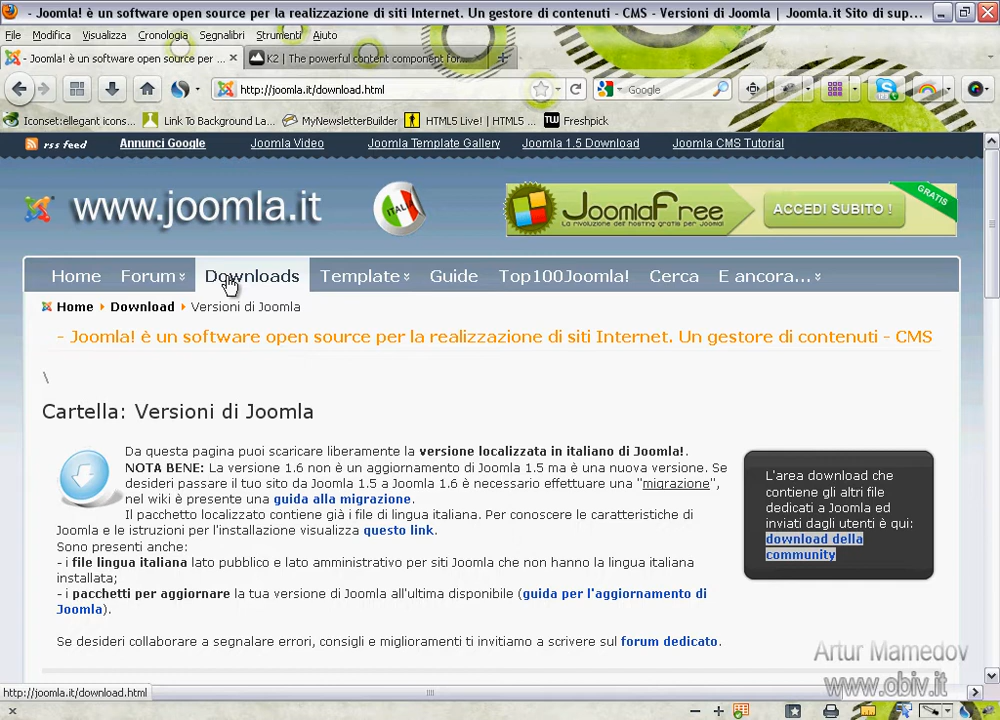 - Joomla! è un software open source per la realizzazione di siti Internet. Un gestore di contenuti - CMS - Versioni di Joomla | Joomla.it Sito di sup...
File Modifica Visualizza Cronologia Segnalibri Strumenti Aiuto
- Joomla! è un software open source per ... K2 | The powerful content component for...
http://joomla.it/download.html Google
Iconset:ellegant icons... Link To Background La... MyNewsletterBuilder HTML5 Live! | HTML5 ... TW Freshpick
rss feed Annunci Google Joomla Video Joomla Template Gallery Joomla 1.5 Download Joomla CMS Tutorial
www.joomla.it ITALIA JoomlaFree ACCEDI SUBITO ! GRATIS
La rivoluzione dell'hosting gratis per Joomla!
Home Forum Downloads Template Guide Top100Joomla! Cerca E ancora...
Home Download Versioni di Joomla
- Joomla! è un software open source per la realizzazione di siti Internet. Un gestore di contenuti - CMS
\
Cartella: Versioni di Joomla
Da questa pagina puoi scaricare liberamente la versione localizzata in italiano di Joomla!.
NOTA BENE: La versione 1.6 non è un aggiornamento di Joomla 1.5 ma è una nuova versione. Se
desideri passare il tuo sito da Joomla 1.5 a Joomla 1.6 è necessario effettuare una "migrazione",
nel wiki è presente una guida alla migrazione.
Il pacchetto localizzato contiene già i file di lingua italiana. Per conoscere le caratteristiche di
Joomla e le istruzioni per l'installazione visualizza questo link.
Sono presenti anche:
- i file lingua italiana lato pubblico e lato amministrativo per siti Joomla che non hanno la lingua italiana
installata;
- i pacchetti per aggiornare la tua versione di Joomla all'ultima disponibile (guida per l'aggiornamento di
Joomla).
Se desideri collaborare a segnalare errori, consigli e miglioramenti ti invitiamo a scrivere sul forum dedicato.
L'area download che
contiene gli altri file
dedicati a Joomla ed
inviati dagli utenti è qui:
download della
community
Artur Mamedov
www.obiv.it
http://joomla.it/download.html